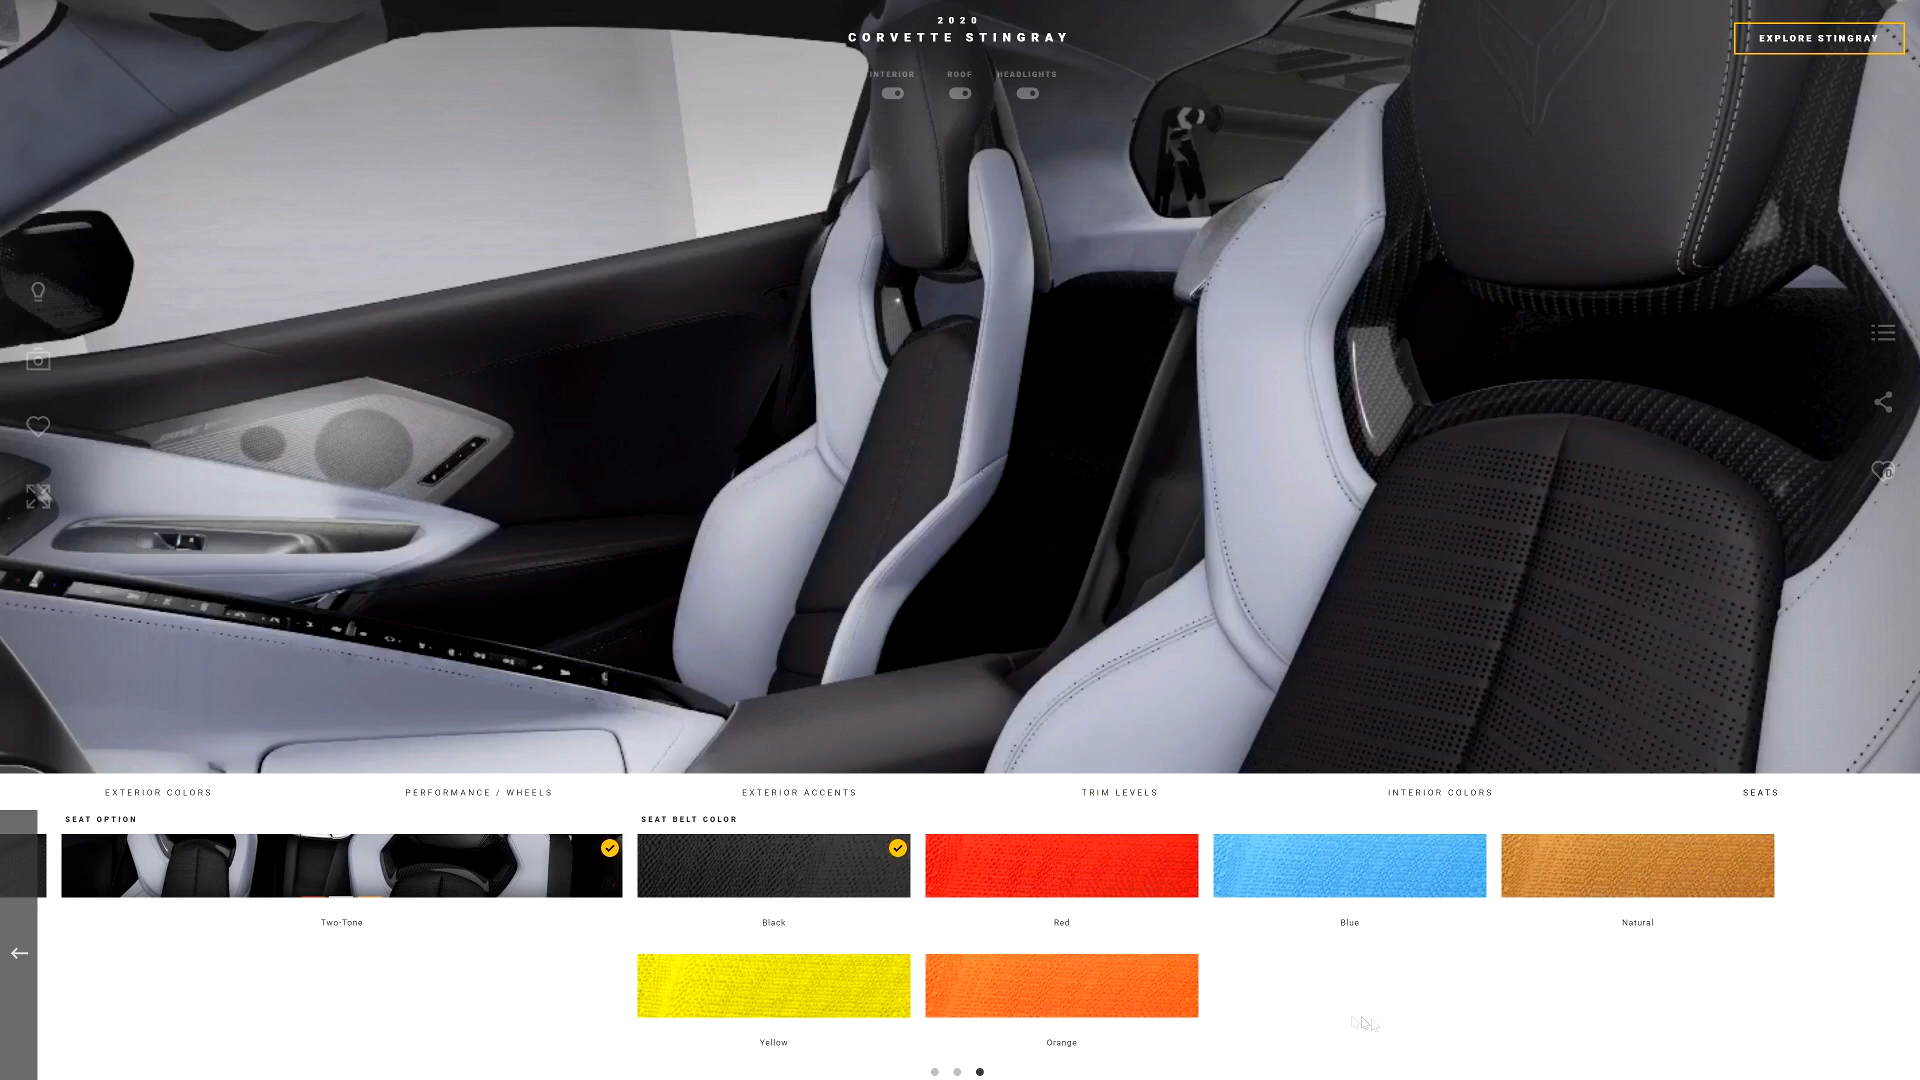 2020
CORVETTE STINGRAY
EXPLORE STINGRAY
INTERIOR
ROOF
HEADLIGHTS
0
EXTERIOR COLORS
PERFORMANCE / WHEELS
EXTERIOR ACCENTS
TRIM LEVELS
INTERIOR COLORS
SEATS
SEAT OPTION
SEAT BELT COLOR
Two-Tone
Black
Red
Blue
Natural
Yellow
Orange